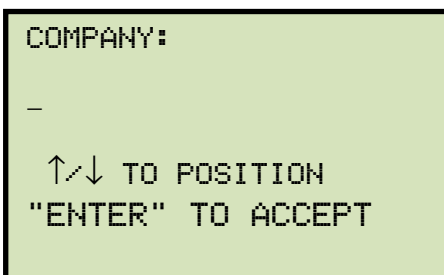 COMPANY:
_
↑/↓ TO POSITION
"ENTER" TO ACCEPT